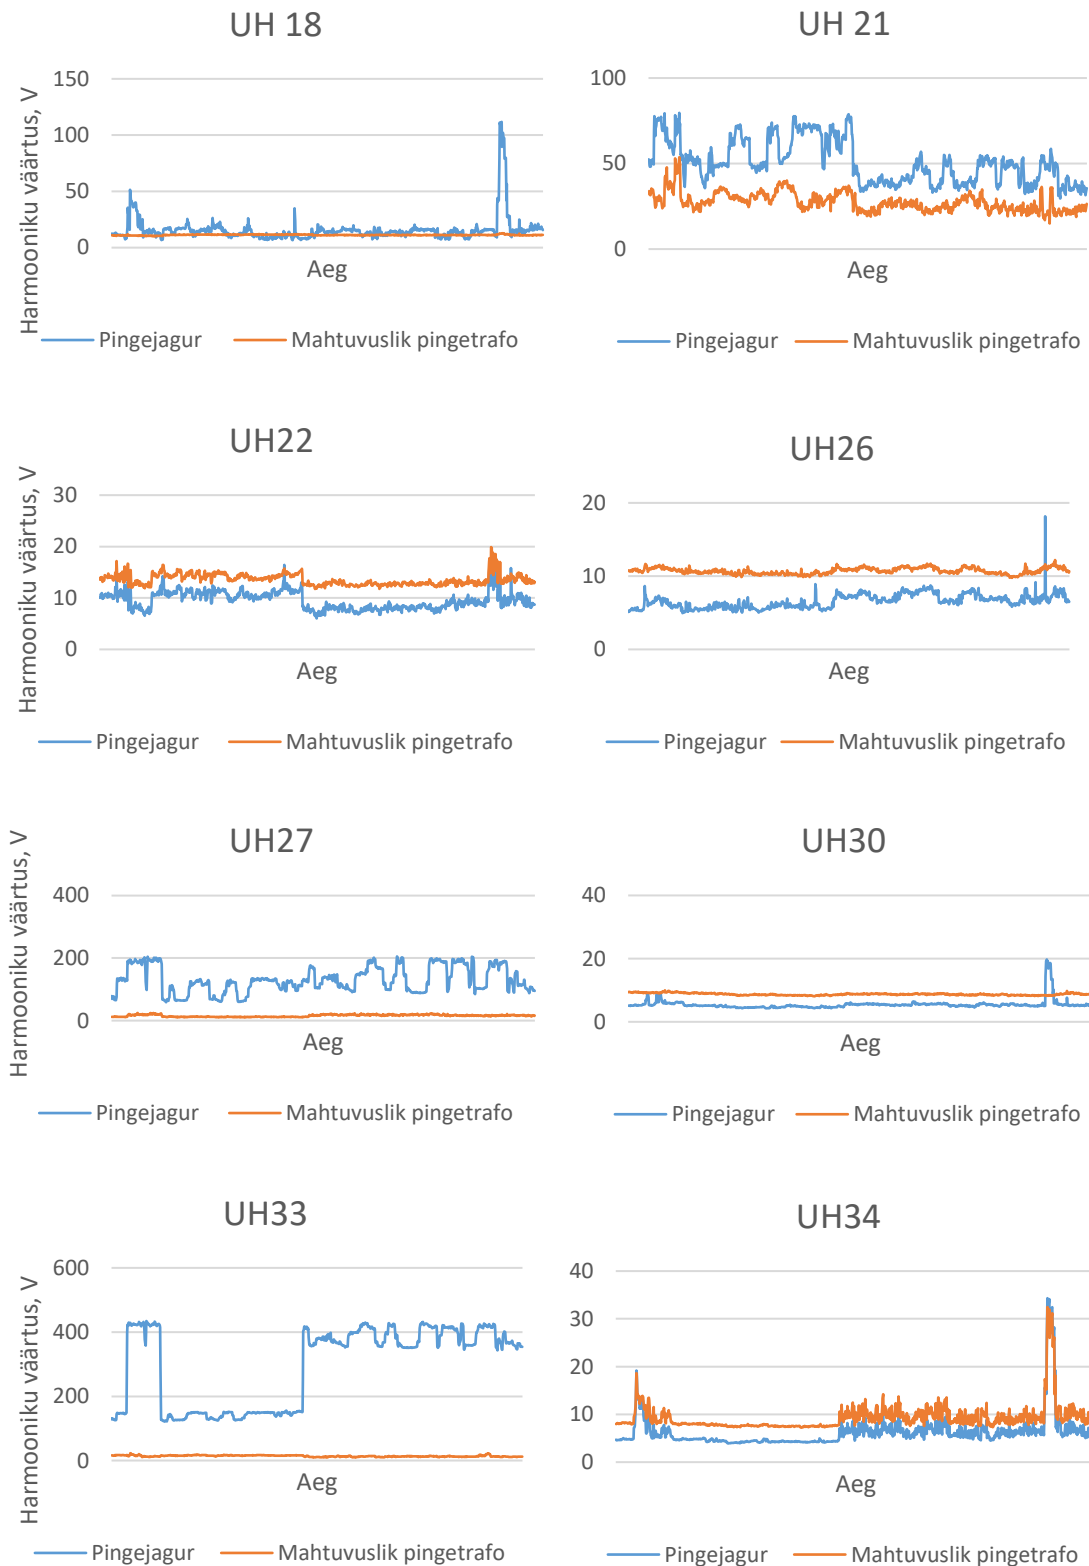 UH 18
Harmooniku väärtus, V
150
100
50
0
Aeg
Pingejagur Mahtuvuslik pingetrafo
UH 21
100
50
0
Aeg
Pingejagur Mahtuvuslik pingetrafo
UH22
Harmooniku väärtus, V
30
20
10
0
Aeg
Pingejagur Mahtuvuslik pingetrafo
UH26
20
10
0
Aeg
Pingejagur Mahtuvuslik pingetrafo
UH27
Harmooniku väärtus, V
400
200
0
Aeg
Pingejagur Mahtuvuslik pingetrafo
UH30
40
20
0
Aeg
Pingejagur Mahtuvuslik pingetrafo
UH33
Harmooniku väärtus, V
600
400
200
0
Aeg
Pingejagur Mahtuvuslik pingetrafo
UH34
40
30
20
10
0
Aeg
Pingejagur Mahtuvuslik pingetrafo